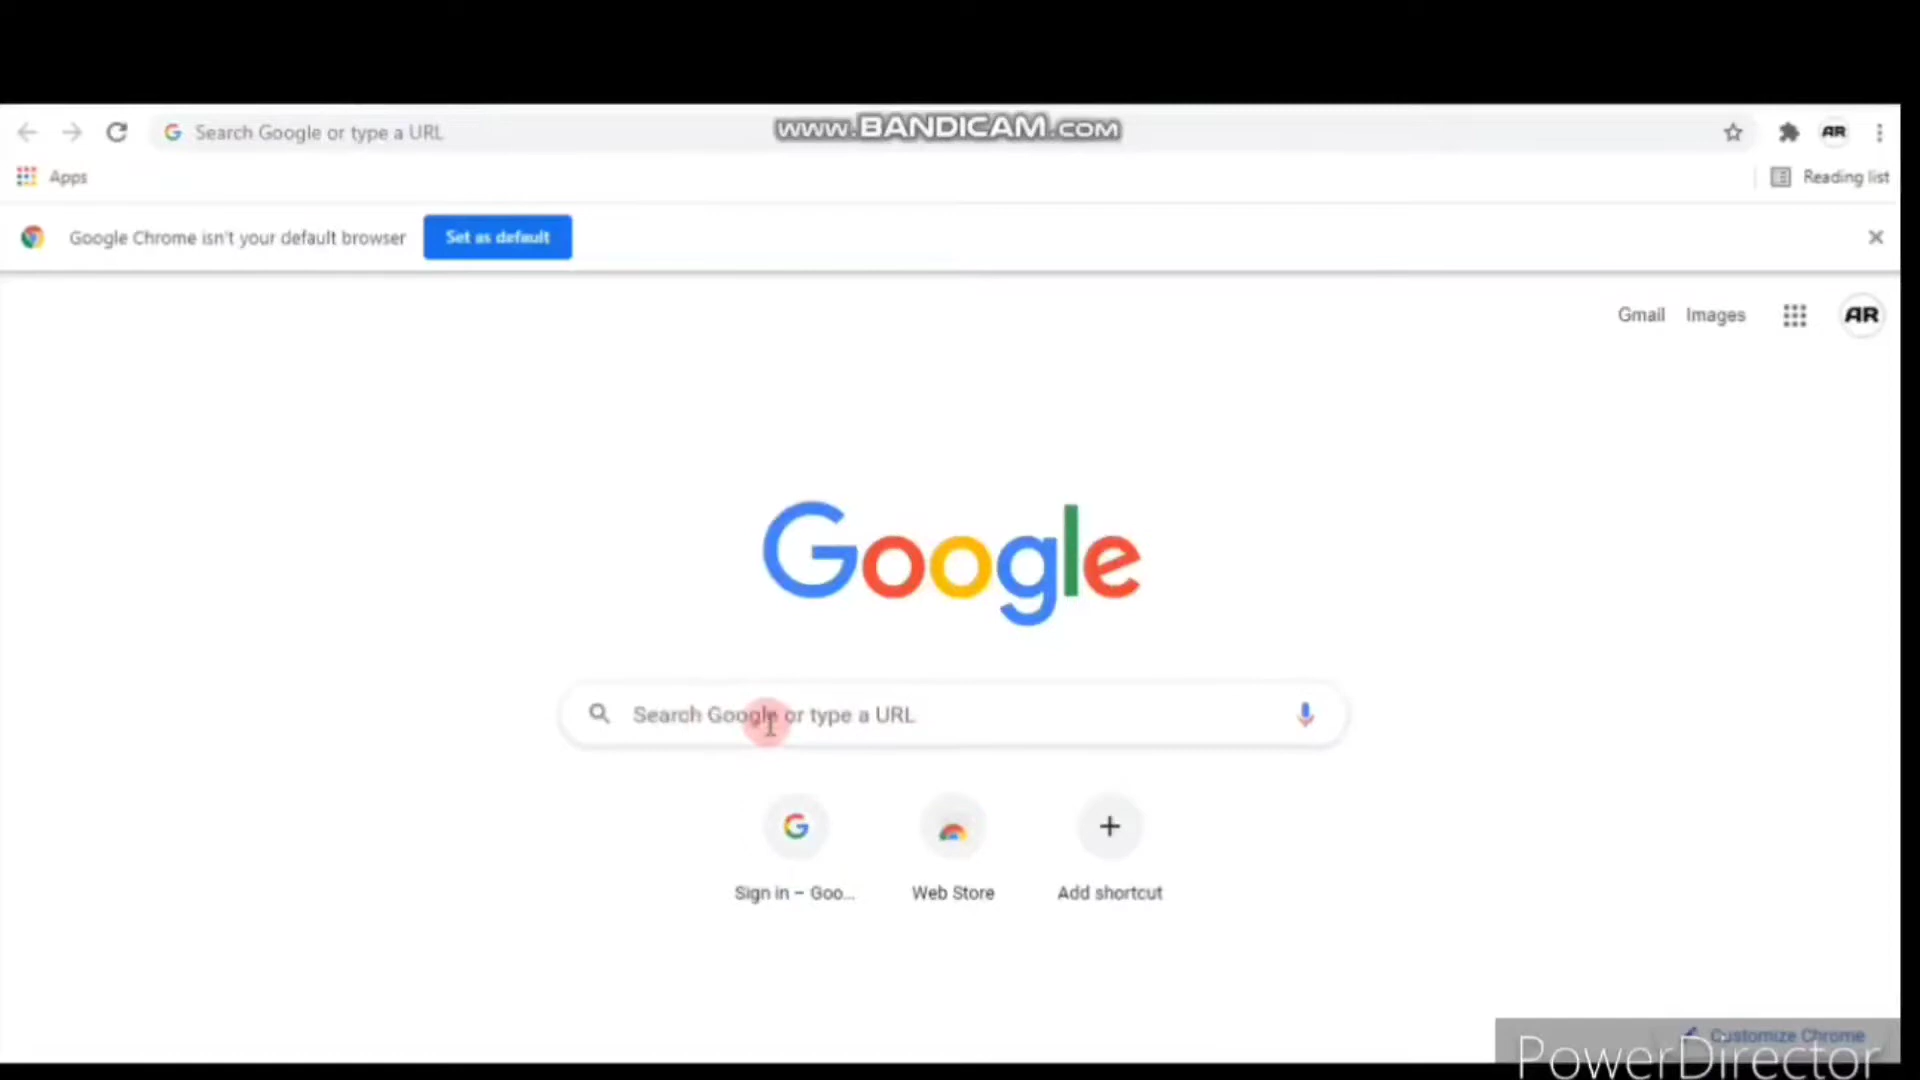 Search Google or type a URL
www.BANDICAM.COM
AR
Apps
Reading list
Google Chrome isn't your default browser
Set as default
Gmail
Images
AR
Google
Search Google or type a URL
Sign in – Goo...
Web Store
Add shortcut
Customize Chrome
PowerDirector